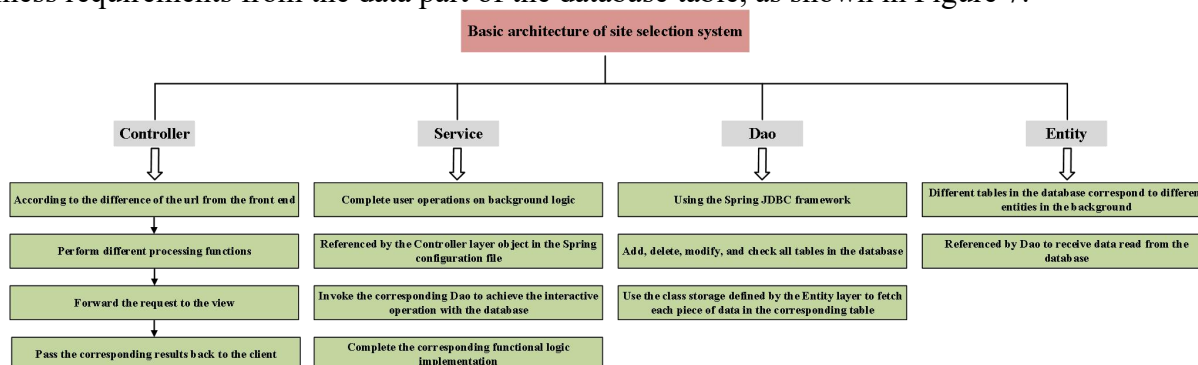 requirements from the data part of the database table, as shown in Figure 7.
Basic architecture of site selection system
Controller
Service
Dao
Entity
According to the difference of the url from the front end
Perform different processing functions
Forward the request to the view
Pass the corresponding results back to the client
Complete user operations on background logic
Referenced by the Controller layer object in the Spring
configuration file
Invoke the corresponding Dao to achieve the interactive
operation with the database
Complete the corresponding functional logic
implementation
Using the Spring JDBC framework
Add, delete, modify, and check all tables in the database
Use the class storage defined by the Entity layer to fetch
each piece of data in the corresponding table
Different tables in the database correspond to different
entities in the background
Referenced by Dao to receive data read from the
database